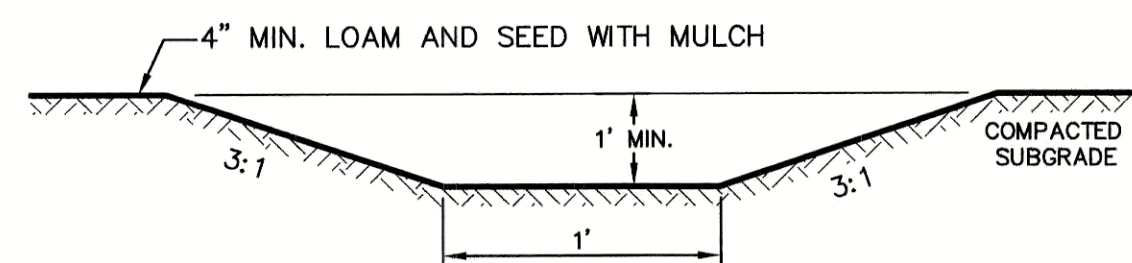 4" MIN. LOAM AND SEED WITH MULCH
1' MIN.
COMPACTED
SUBGRADE
3:1
3:1
1'